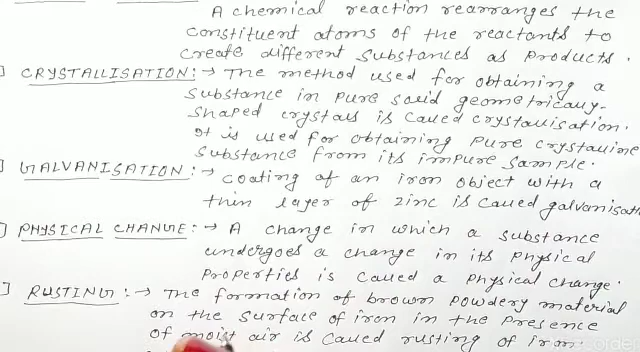 A chemical reaction rearranges the
constituent atoms of the reactants to
create different substances as products.
] CRYSTALLISATION:→ The method used for obtaining a
substance in pure solid geometrically-
shaped crystals is called crystallisation.
It is used for obtaining pure crystalline
substance from its impure sample.
] GALVANISATION:→ coating of an iron object with a
thin layer of zinc is called galvanisati
] PHYSICAL CHANGE:→ A change in which a substance
undergoes a change in its physical
properties is called a physical change.
] RUSTING:→ The formation of brown powdery material
on the surface of iron in the presence
of moist air is called rusting of iron